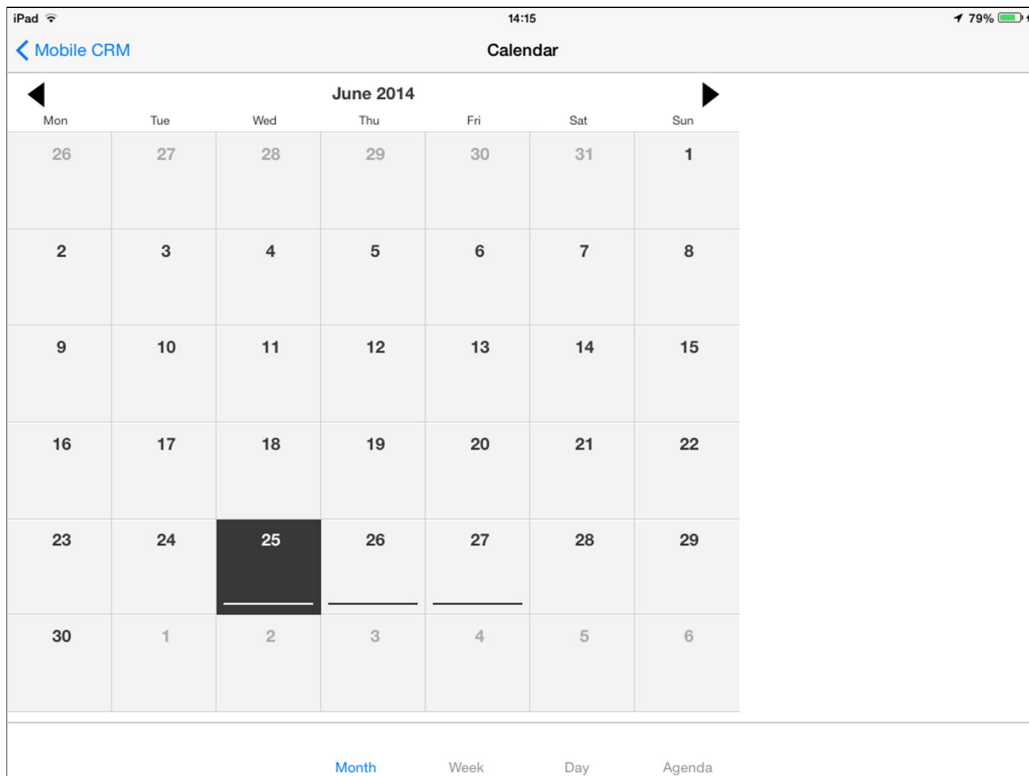 iPad 14:15 79%
Mobile CRM Calendar
June 2014
Mon Tue Wed Thu Fri Sat Sun
26 27 28 29 30 31 1
2 3 4 5 6 7 8
9 10 11 12 13 14 15
16 17 18 19 20 21 22
23 24 25 26 27 28 29
30 1 2 3 4 5 6
Month Week Day Agenda